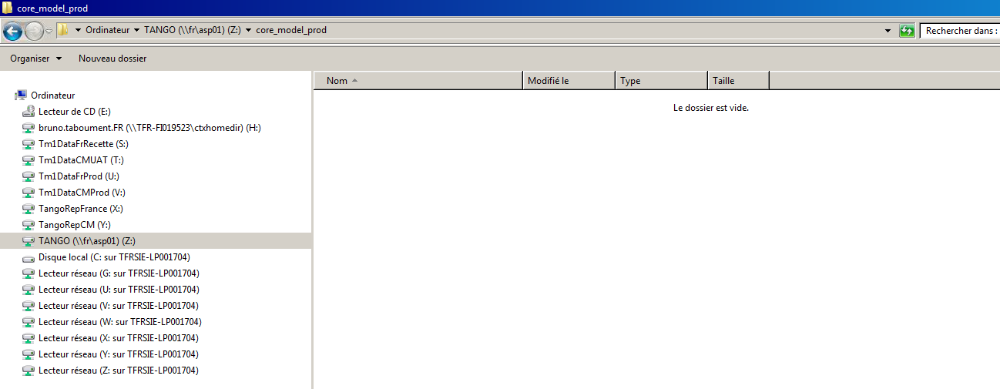 core_model_prod
Ordinateur TANGO (\\fr\asp01) (Z:) core_model_prod
Rechercher dans :
Organiser Nouveau dossier
Nom Modifié le Type Taille
Le dossier est vide.
Ordinateur
Lecteur de CD (E:)
bruno.taboument.FR (\\TFR-FI019523\ctxhomedir) (H:)
Tm1DataFrRecette (S:)
Tm1DataCMUAT (T:)
Tm1DataFrProd (U:)
Tm1DataCMProd (V:)
TangoRepFrance (X:)
TangoRepCM (Y:)
TANGO (\\fr\asp01) (Z:)
Disque local (C: sur TFRSIE-LP001704)
Lecteur réseau (G: sur TFRSIE-LP001704)
Lecteur réseau (U: sur TFRSIE-LP001704)
Lecteur réseau (V: sur TFRSIE-LP001704)
Lecteur réseau (W: sur TFRSIE-LP001704)
Lecteur réseau (X: sur TFRSIE-LP001704)
Lecteur réseau (Y: sur TFRSIE-LP001704)
Lecteur réseau (Z: sur TFRSIE-LP001704)